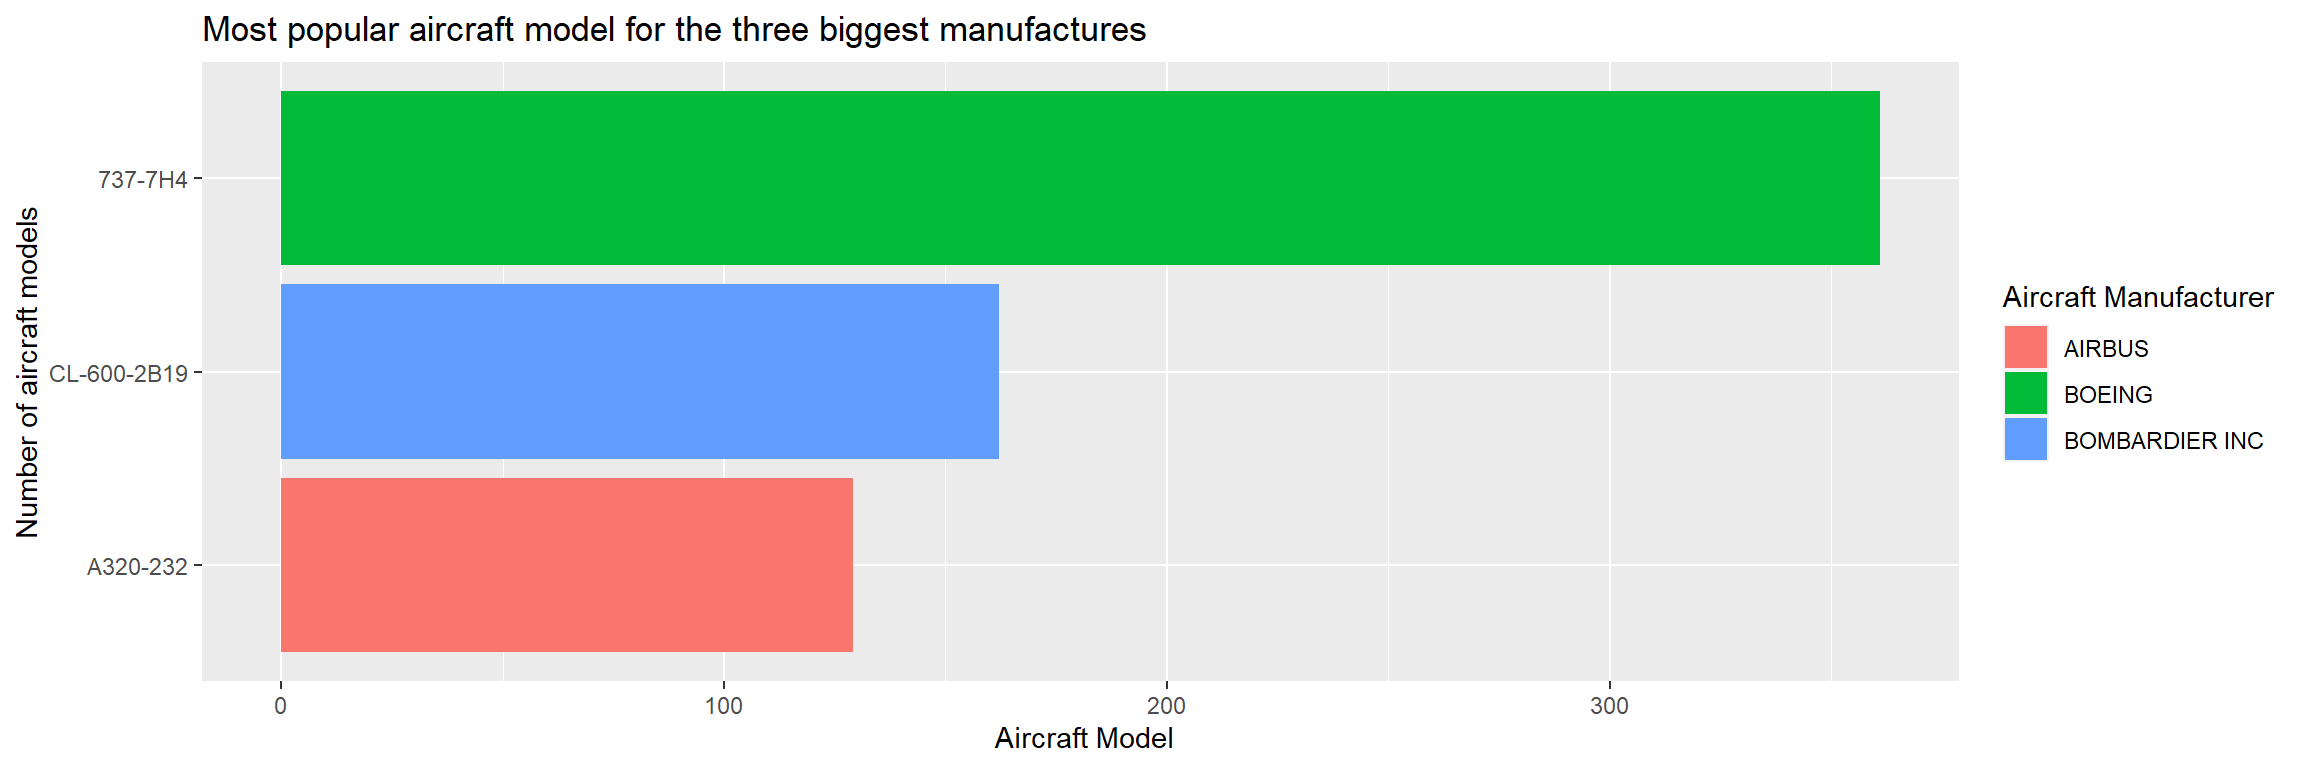 Most popular aircraft model for the three biggest manufactures
Number of aircraft models
737-7H4
CL-600-2B19
A320-232
0 100 200 300
Aircraft Model
Aircraft Manufacturer
AIRBUS
BOEING
BOMBARDIER INC